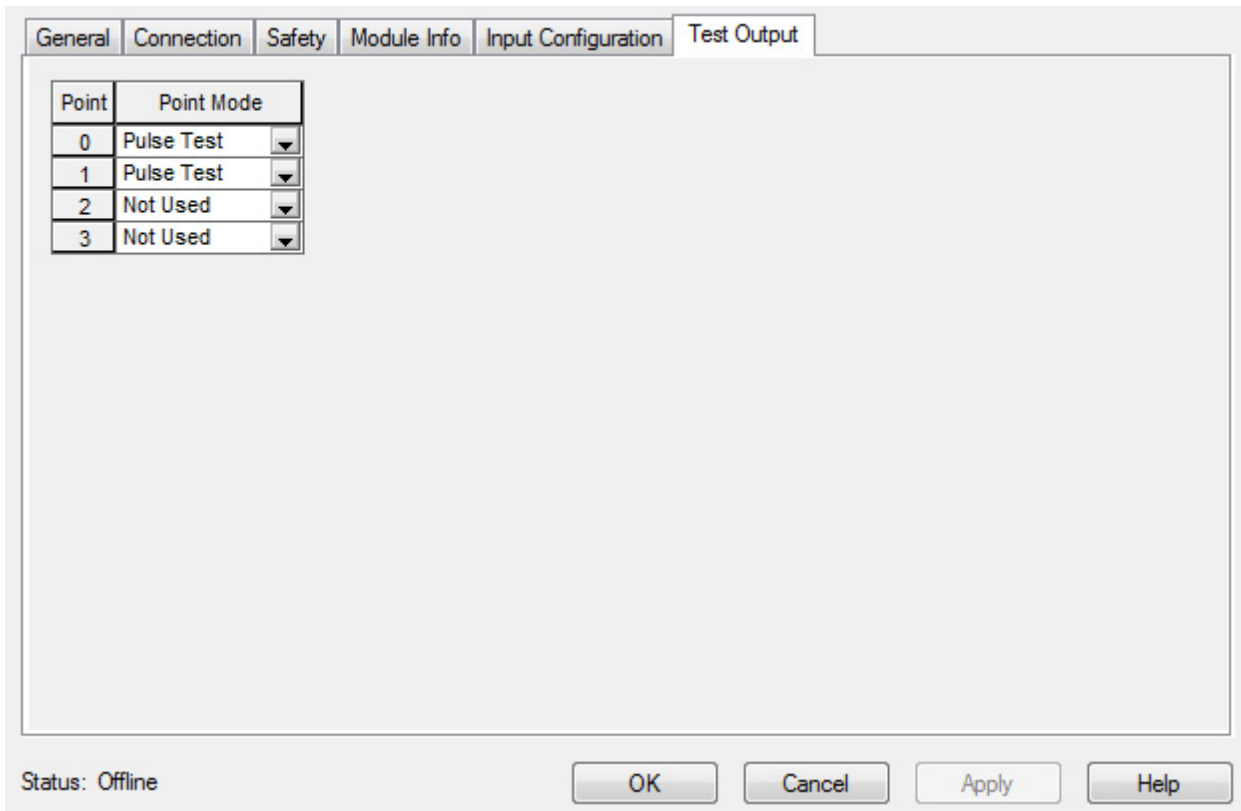 General Connection Safety Module Info Input Configuration Test Output
Point Point Mode
0 Pulse Test
1 Pulse Test
2 Not Used
3 Not Used
Status: Offline OK Cancel Apply Help